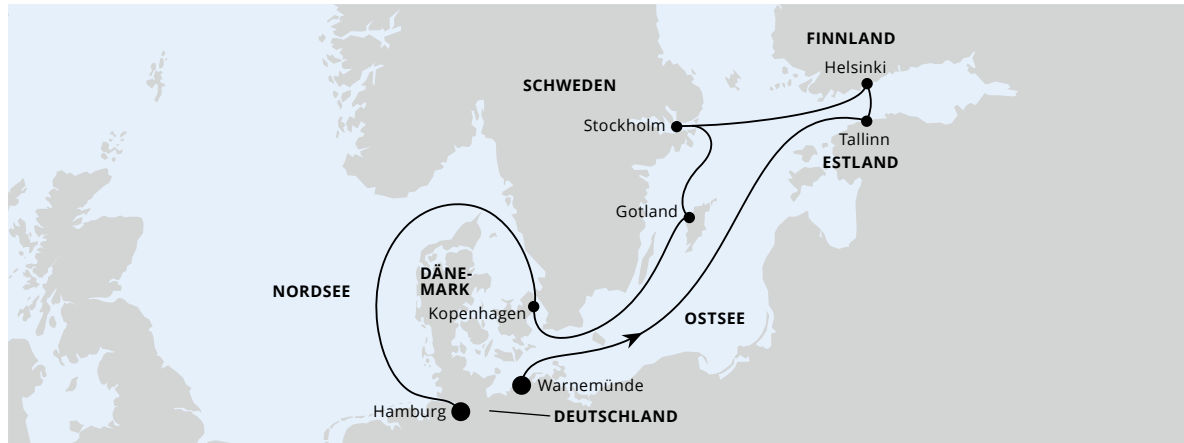 FINNLAND
Helsinki
SCHWEDEN
Stockholm
Tallinn
ESTLAND
Gotland
DÄNE-
MARK
NORDSEE
Kopenhagen
OSTSEE
Warnemünde
Hamburg
DEUTSCHLAND